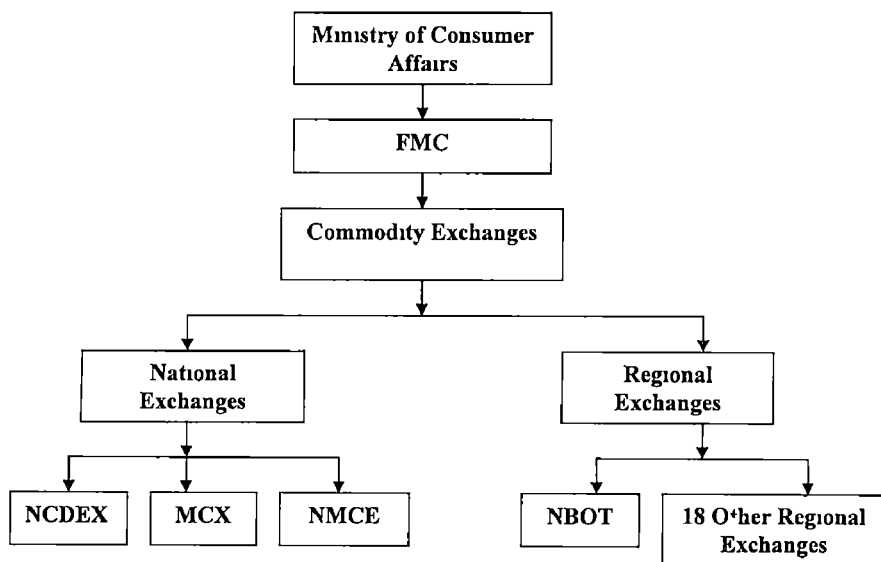 Ministry of Consumer
Affairs
FMC
Commodity Exchanges
National
Exchanges
Regional
Exchanges
NCDEX
MCX
NMCE
NBOT
18 Other Regional
Exchanges